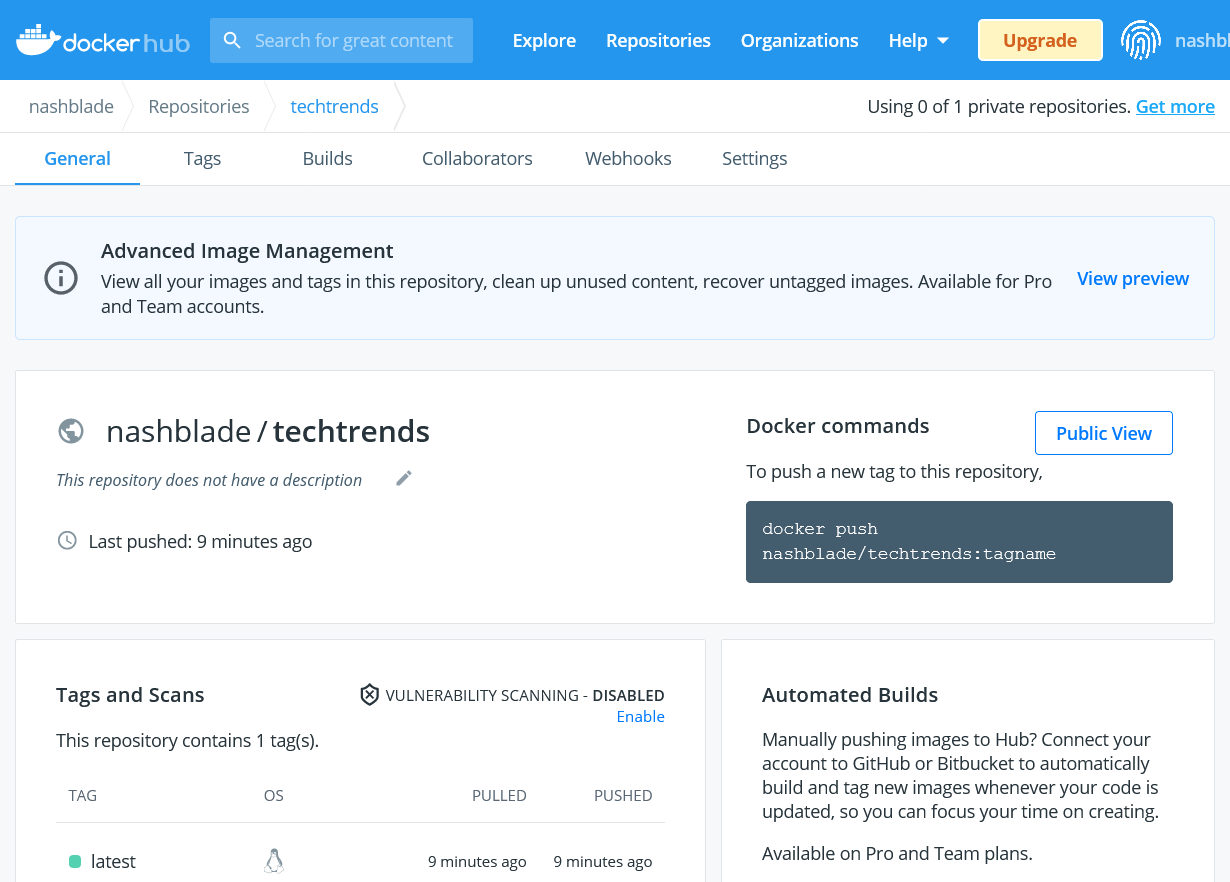 docker hub
Search for great content
Explore
Repositories
Organizations
Help
Upgrade
nashbl
nashblade
Repositories
techtrends
Using 0 of 1 private repositories. Get more
General
Tags
Builds
Collaborators
Webhooks
Settings
Advanced Image Management
View all your images and tags in this repository, clean up unused content, recover untagged images. Available for Pro
and Team accounts.
View preview
nashblade / techtrends
This repository does not have a description
Last pushed: 9 minutes ago
Docker commands
Public View
To push a new tag to this repository,
docker push
nashblade/techtrends:tagname
Tags and Scans
VULNERABILITY SCANNING - DISABLED
Enable
This repository contains 1 tag(s).
TAG
OS
PULLED
PUSHED
latest
9 minutes ago
9 minutes ago
Automated Builds
Manually pushing images to Hub? Connect your
account to GitHub or Bitbucket to automatically
build and tag new images whenever your code is
updated, so you can focus your time on creating.
Available on Pro and Team plans.